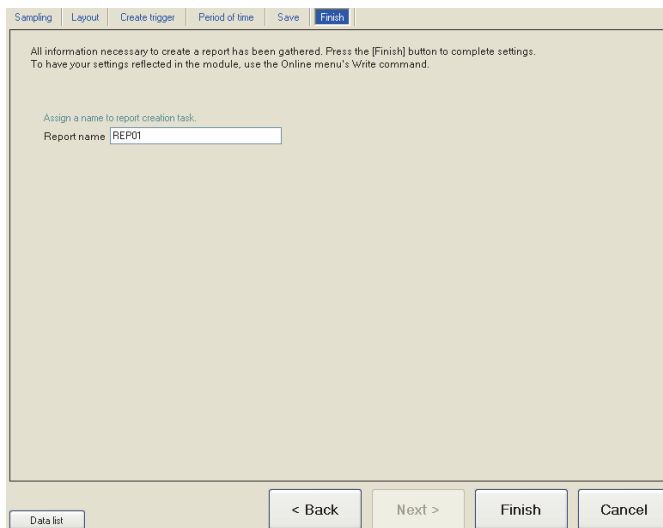 Sampling Layout Create trigger Period of time Save Finish
All information necessary to create a report has been gathered. Press the [Finish] button to complete settings.
To have your settings reflected in the module, use the Online menu's Write command.
Assign a name to report creation task.
Report name REP01
Data list < Back Next > Finish Cancel